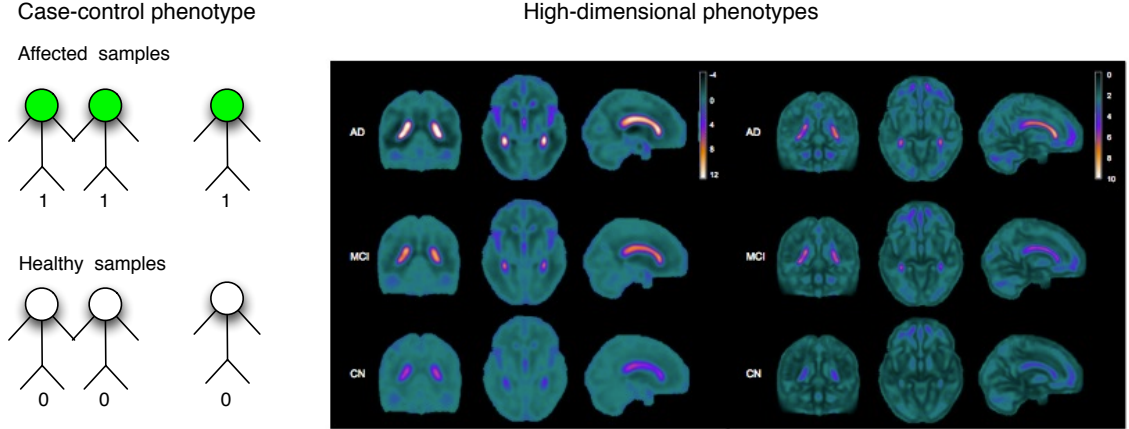 Case-control phenotype
High-dimensional phenotypes
Affected samples
1 1 1
Healthy samples
0 0 0
AD
-4
0
4
8
12
AD
0
2
4
6
8
10
MCI
MCI
CN
CN